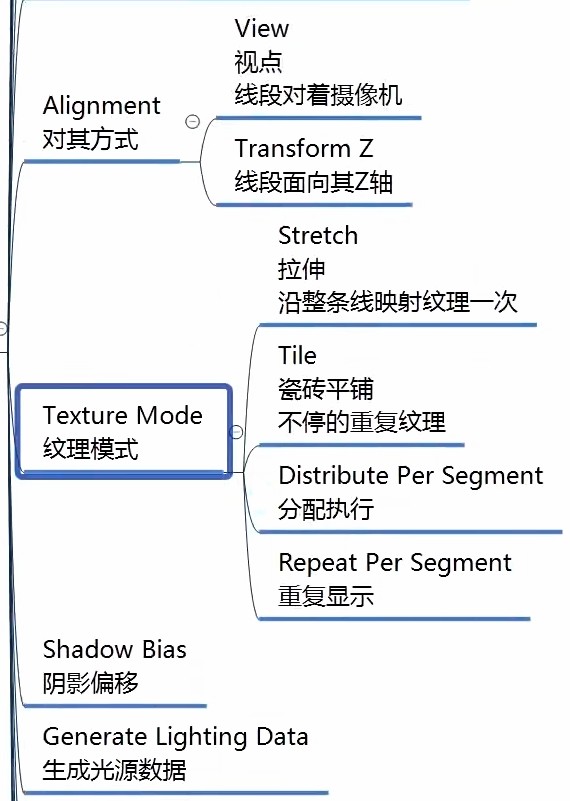 View
视点
线段对着摄像机
Alignment
对其方式
Transform Z
线段面向其Z轴
Stretch
拉伸
沿整条线映射纹理一次
Tile
瓷砖平铺
不停的重复纹理
Texture Mode
纹理模式
Distribute Per Segment
分配执行
Repeat Per Segment
重复显示
Shadow Bias
阴影偏移
Generate Lighting Data
生成光源数据